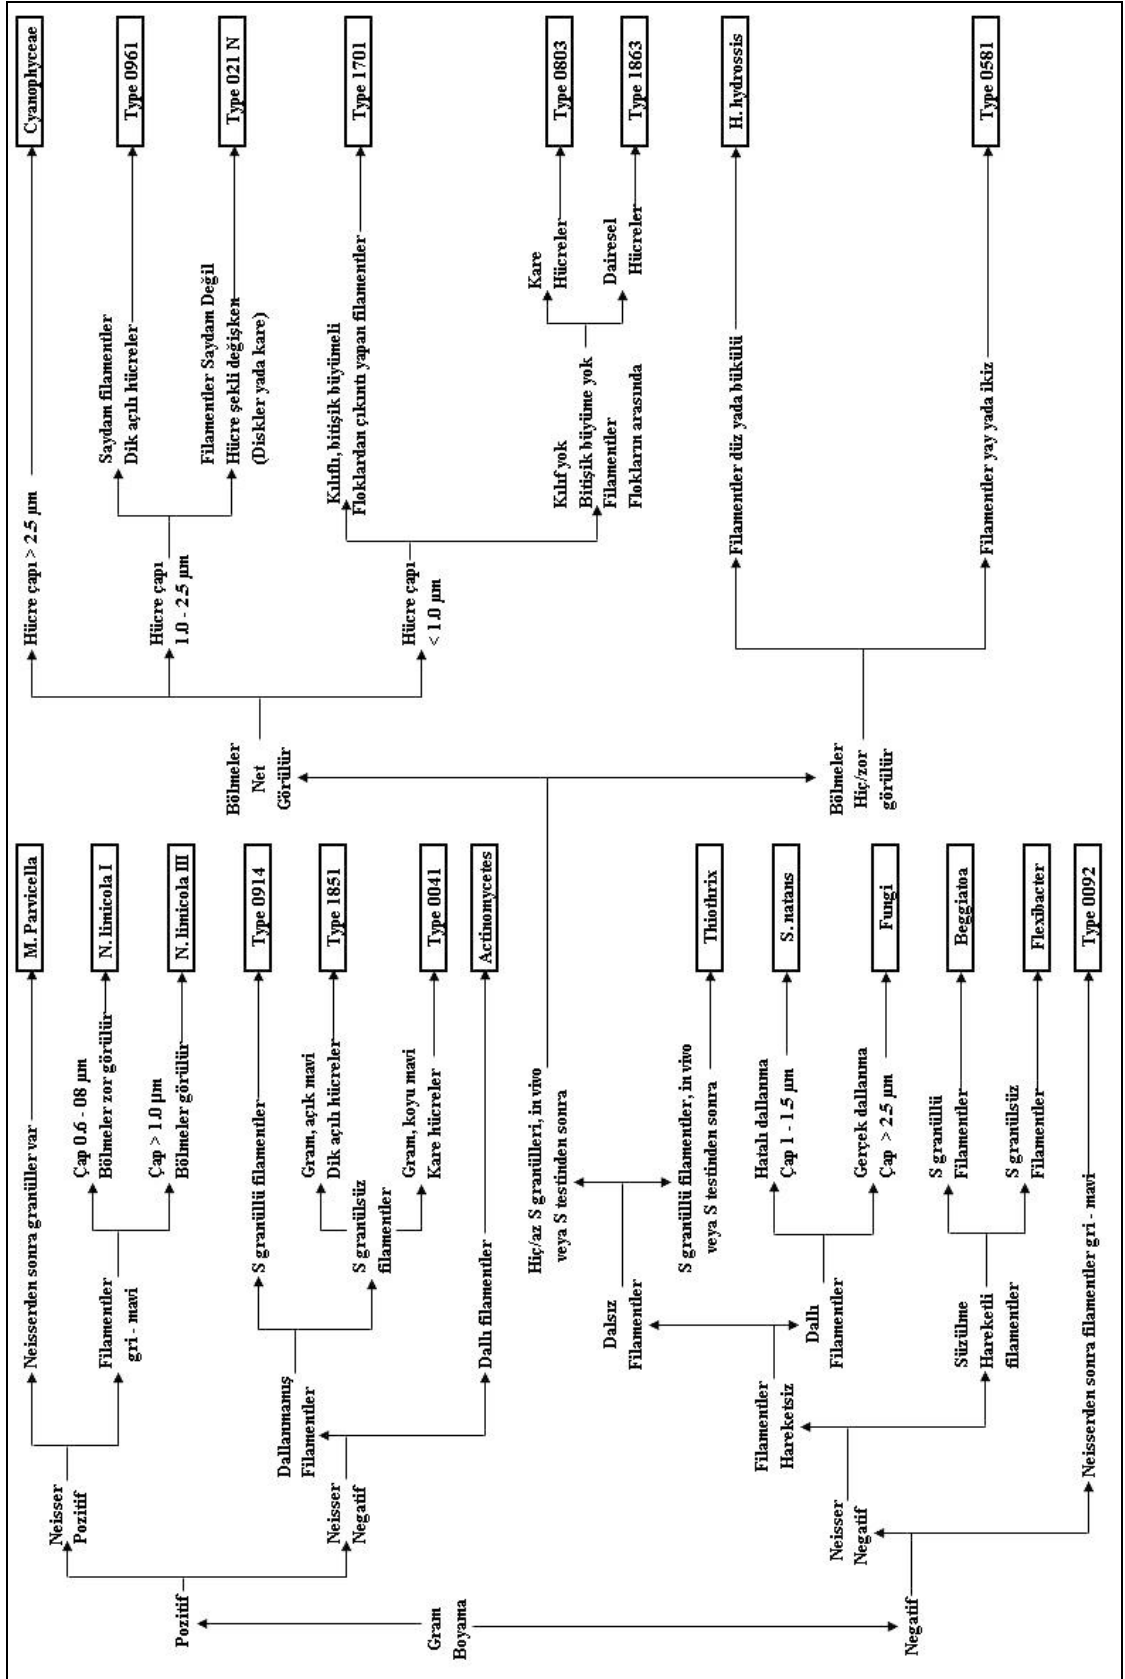 Gram
Boyama
Pozitif
Neisser
Pozitif
Neisserden sonra granüller var
M. Parvicella
Filamentler
gri - mavi
Çap 0.6 - 08 µm
Bölmeler zor görülür
N. limicola I
Çap > 1.0 µm
Bölmeler görülür
N. limicola III
Neisser
Negatif
Dallanmamış
Filamentler
S granüllü filamentler
Type 0914
S granülsüz
filamentler
Gram, açık mavi
Dik açılı hücreler
Type 1851
Gram, koyu mavi
Kare hücreler
Type 0041
Dallı filamentler
Actinomycetes
Negatif
Neisser
Negatif
Filamentler
Hareketsiz
Dalsız
Filamentler
Hiç/az S granülleri, in vivo
veya S testinden sonra
S granüllü filamentler, in vivo
veya S testinden sonra
Thiothrix
Dallı
Filamentler
Hatalı dallanma
Çap 1 - 1.5 µm
S. natans
Gerçek dallanma
Çap > 2.5 µm
Fungi
Süzülme
Hareketli
filamentler
S granüllü
Filamentler
Beggiatoa
S granülsüz
Filamentler
Flexibacter
Neisserden sonra filamentler gri - mavi
Type 0092
Bölmeler
Net
Görülür
Hücre çapı > 2.5 µm
Cyanophyceae
Hücre çapı
1.0 - 2.5 µm
Saydam filamentler
Dik açılı hücreler
Type 0961
Filamentler Saydam Değil
Hücre şekli değişken
(Diskler yada kare)
Type 021 N
Hücre çapı
< 1.0 µm
Kılıflı, bitişik büyümeli
Floklardan çıkıntı yapan filamentler
Type 1701
Kılıf yok
Bitişik büyüme yok
Filamentler
Flokların arasında
Kare
Hücreler
Type 0803
Dairesel
Hücreler
Type 1863
Bölmeler
Hiç/zor
görülür
Filamentler düz yada bükülü
H. hydrossis
Filamentler yay yada ikiz
Type 0581